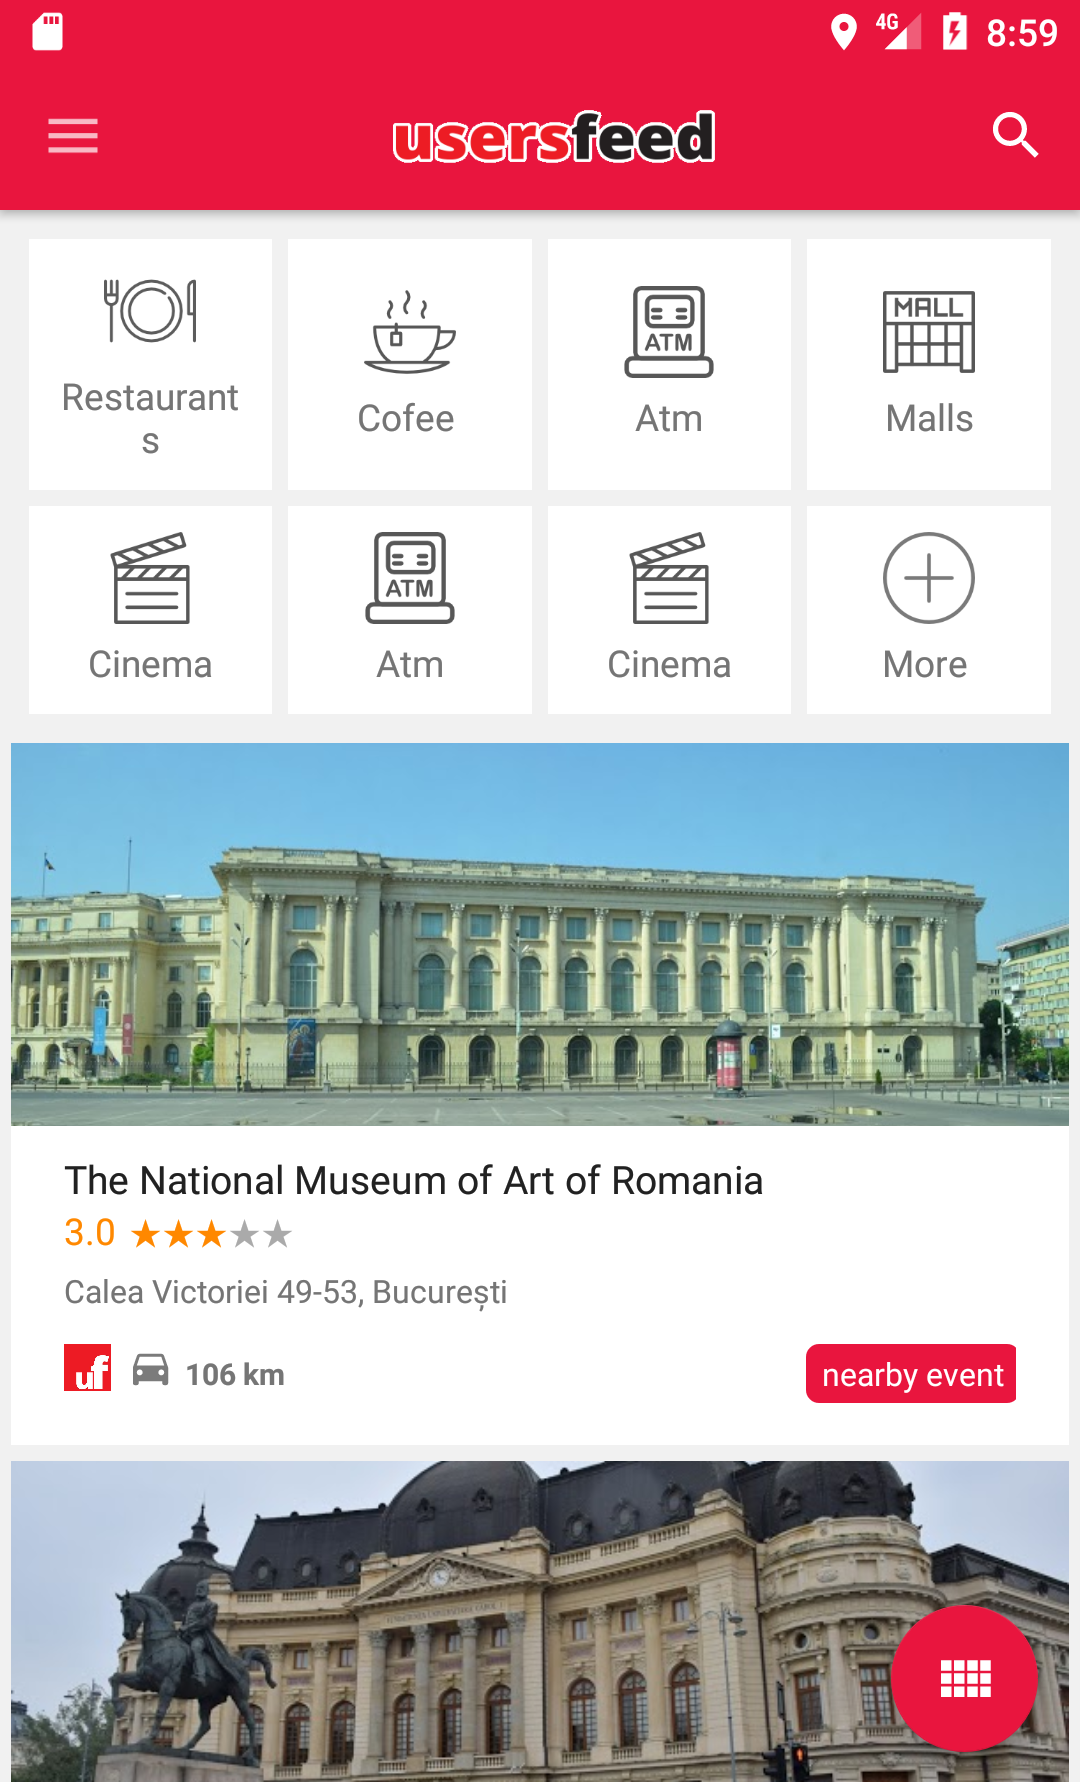 4G 8:59
usersfeed
Restaurant
s
Cofee
ATM
Atm
MALL
Malls
Cinema
ATM
Atm
Cinema
More
The National Museum of Art of Romania
3.0
Calea Victoriei 49-53, București
uf 106 km
nearby event